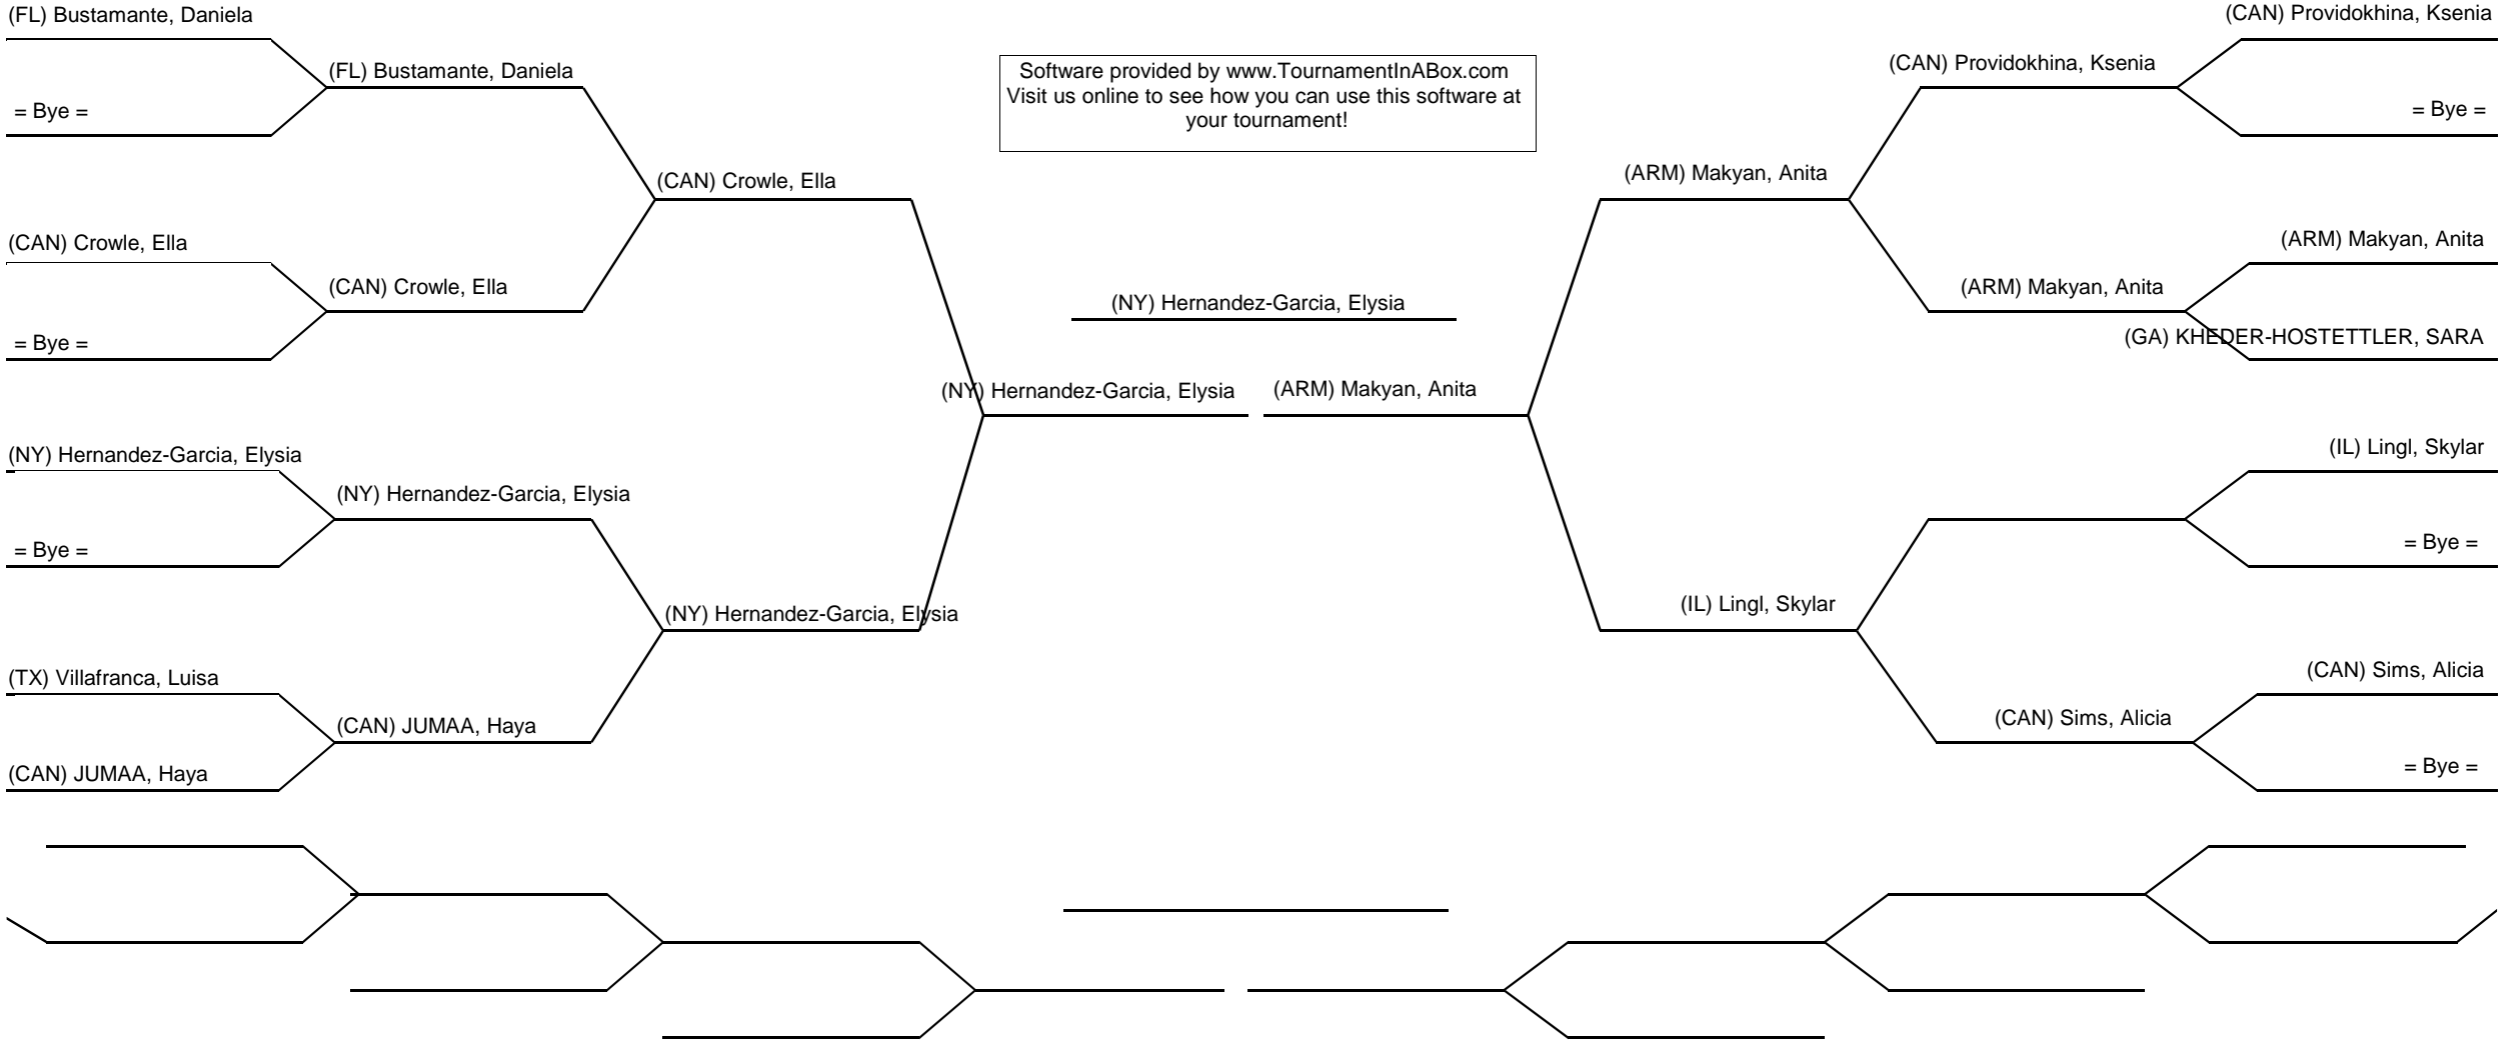 (FL) Bustamante, Daniela
(FL) Bustamante, Daniela
= Bye =
(CAN) Crowle, Ella
(CAN) Crowle, Ella
(CAN) Crowle, Ella
= Bye =
(NY) Hernandez-Garcia, Elysia
(NY) Hernandez-Garcia, Elysia
= Bye =
(NY) Hernandez-Garcia, Elysia
(TX) Villafranca, Luisa
(CAN) JUMAA, Haya
(CAN) JUMAA, Haya
Software provided by www.TournamentInABox.com
Visit us online to see how you can use this software at
your tournament!
(NY) Hernandez-Garcia, Elysia
(NY) Hernandez-Garcia, Elysia
(ARM) Makyan, Anita
(CAN) Providokhina, Ksenia
(CAN) Providokhina, Ksenia
= Bye =
(ARM) Makyan, Anita
(ARM) Makyan, Anita
(ARM) Makyan, Anita
(GA) KHEDER-HOSTETTLER, SARA
(IL) Lingl, Skylar
= Bye =
(IL) Lingl, Skylar
(CAN) Sims, Alicia
(CAN) Sims, Alicia
= Bye =